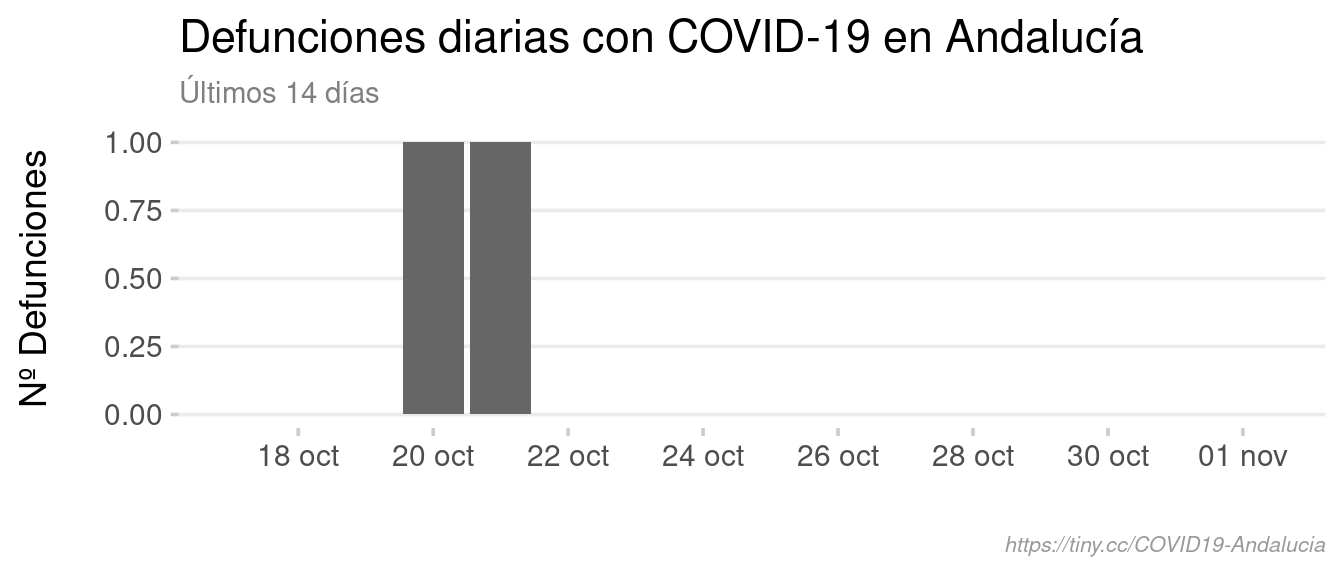 Defunciones diarias con COVID-19 en Andalucía
Últimos 14 días
Nº Defunciones
1.00
0.75
0.50
0.25
0.00
18 oct 20 oct 22 oct 24 oct 26 oct 28 oct 30 oct 01 nov
https://tiny.cc/COVID19-Andalucia